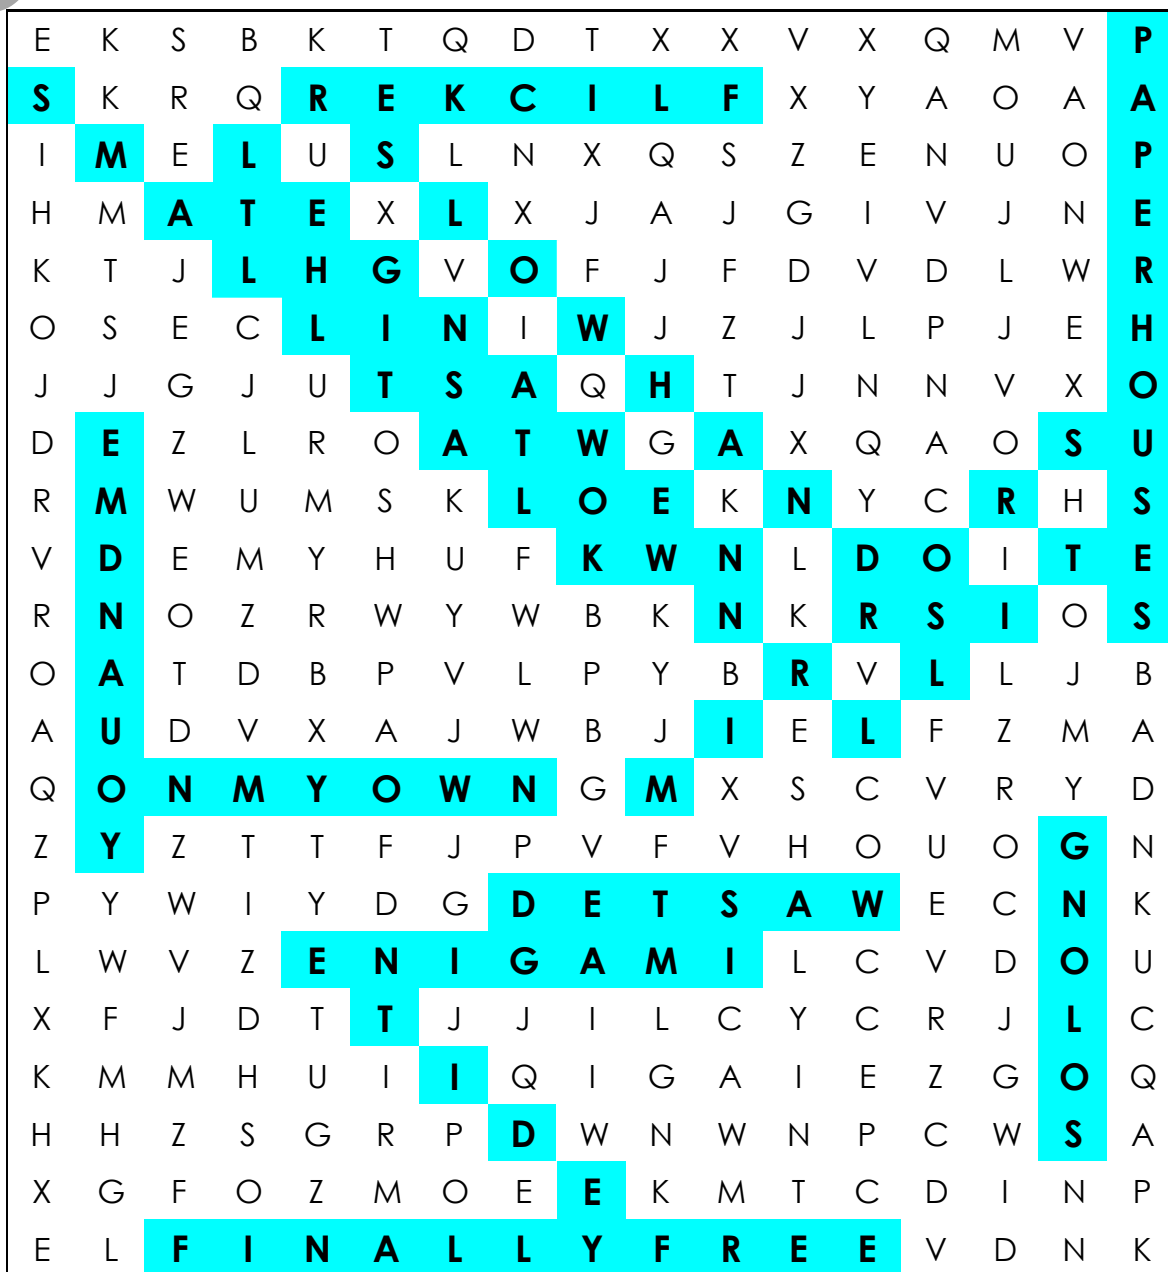 E K S B K T Q D T X X V X Q M V P
S K R Q R E K C I L F X Y A O A A
I M E L U S L N X Q S Z E N U O P
H M A T E X L X J A J G I V J N E
K T J L H G V O F J F D V D L W R
O S E C L I N I W J Z J L P J E H
J J G J U T S A Q H T J N N V X O
D E Z L R O A T W G A X Q A O S U
R M W U M S K L O E K N Y C R H S
V D E M Y H U F K W N L D O I T E
R N O Z R W Y W B K N K R S I O S
O A T D B P V L P Y B R V L L J B
A U D V X A J W B J I E L F Z M A
Q O N M Y O W N G M X S C V R Y D
Z Y Z T T F J P V F V H O U O G N
P Y W I Y D G D E T S A W E C N K
L W V Z E N I G A M I L C V D O U
X F J D T T J J I L C Y C R J L C
K M M H U I I Q I G A I E Z G O Q
H H Z S G R P D W N W N P C W S A
X G F O Z M O E E K M T C D I N P
E L F I N A L L Y F R E E V D N K